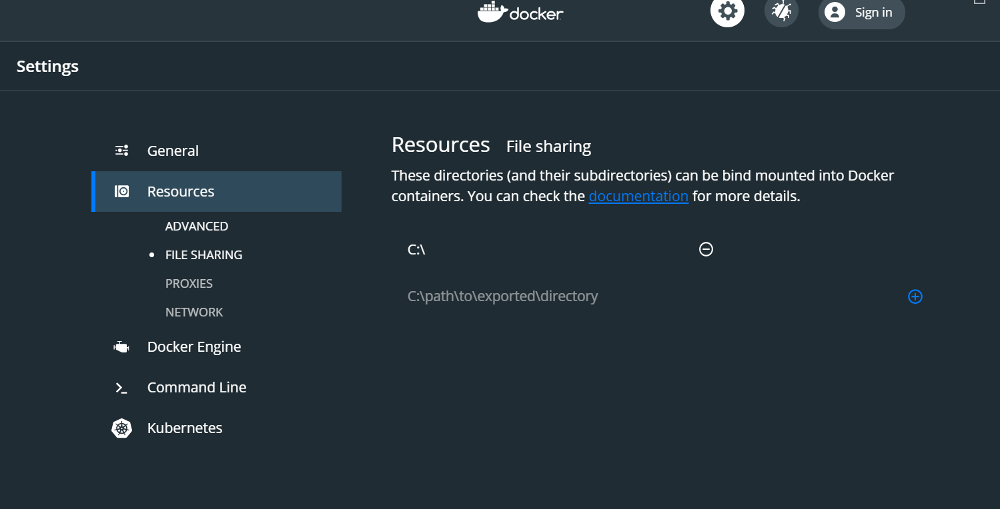 docker
Sign in
Settings
General
Resources
ADVANCED
FILE SHARING
PROXIES
NETWORK
Docker Engine
Command Line
Kubernetes
Resources File sharing
These directories (and their subdirectories) can be bind mounted into Docker
containers. You can check the documentation for more details.
C:\
C:\path\to\exported\directory